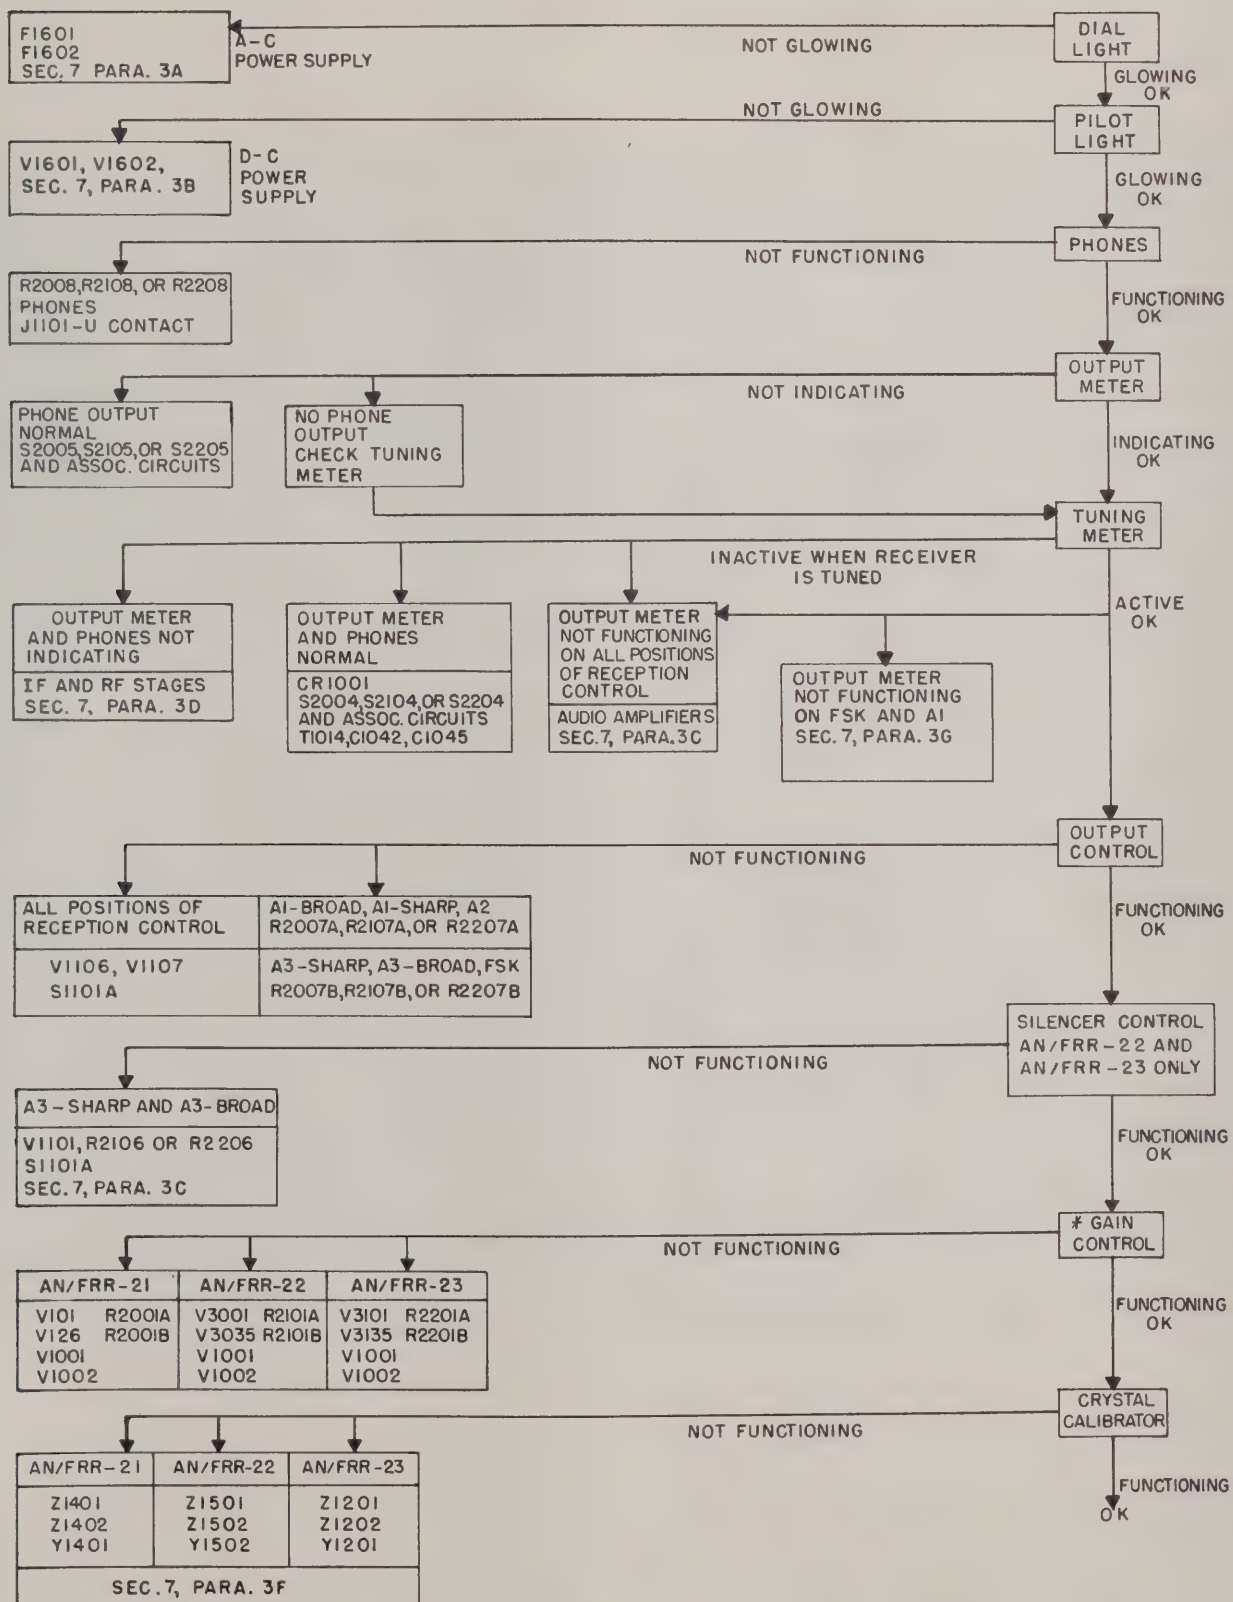 F1601
F1602
SEC. 7 PARA. 3A
A-C
POWER SUPPLY
NOT GLOWING
DIAL
LIGHT
GLOWING
OK
NOT GLOWING
PILOT
LIGHT
V1601, V1602,
SEC. 7, PARA. 3B
D-C
POWER
SUPPLY
GLOWING
OK
NOT FUNCTIONING
PHONES
R2008, R2108, OR R2208
PHONES
J1101-U CONTACT
FUNCTIONING
OK
NOT INDICATING
OUTPUT
METER
PHONE OUTPUT
NORMAL
S2005, S2105, OR S2205
AND ASSOC. CIRCUITS
NO PHONE
OUTPUT
CHECK TUNING
METER
INDICATING
OK
TUNING
METER
INACTIVE WHEN RECEIVER
IS TUNED
ACTIVE
OK
OUTPUT METER
AND PHONES NOT
INDICATING
IF AND RF STAGES
SEC. 7, PARA. 3D
OUTPUT METER
AND PHONES
NORMAL
CR1001
S2004, S2104, OR S2204
AND ASSOC. CIRCUITS
T1014, C1042, C1045
OUTPUT METER
NOT FUNCTIONING
ON ALL POSITIONS
OF RECEPTION
CONTROL
AUDIO AMPLIFIERS
SEC. 7, PARA. 3C
OUTPUT METER
NOT FUNCTIONING
ON FSK AND A1
SEC. 7, PARA. 3G
NOT FUNCTIONING
OUTPUT
CONTROL
ALL POSITIONS OF
RECEPTION CONTROL
V1106, V1107
S1101A
A1-BROAD, A1-SHARP, A2
R2007A, R2107A, OR R2207A
A3-SHARP, A3-BROAD, FSK
R2007B, R2107B, OR R2207B
FUNCTIONING
OK
NOT FUNCTIONING
SILENCER CONTROL
AN/FRR-22 AND
AN/FRR-23 ONLY
A3-SHARP AND A3-BROAD
V1101, R2106 OR R2206
S1101A
SEC. 7, PARA. 3C
FUNCTIONING
OK
NOT FUNCTIONING
* GAIN
CONTROL
AN/FRR-21 AN/FRR-22 AN/FRR-23
V101 R2001A V3001 R2101A V3101 R2201A
V126 R2001B V3035 R2101B V3135 R2201B
V1001 V1001 V1001
V1002 V1002 V1002
FUNCTIONING
OK
NOT FUNCTIONING
CRYSTAL
CALIBRATOR
AN/FRR-21 AN/FRR-22 AN/FRR-23
Z1401 Z1501 Z1201
Z1402 Z1502 Z1202
Y1401 Y1502 Y1201
SEC. 7, PARA. 3F
FUNCTIONING
OK